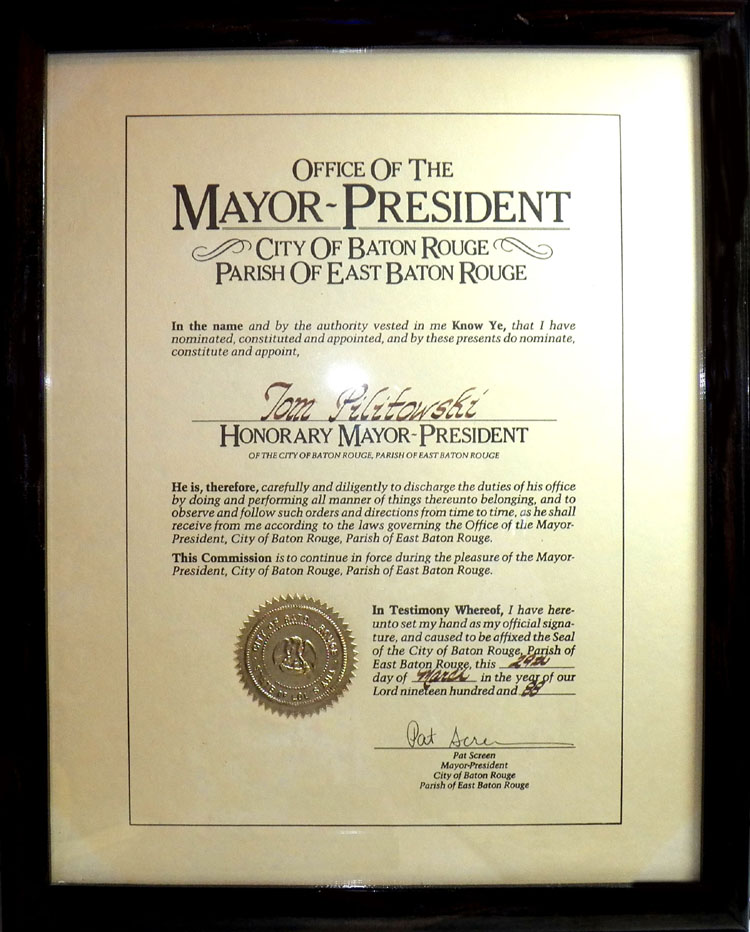 OFFICE OF THE
MAYOR~PRESIDENT
CITY OF BATON ROUGE
PARISH OF EAST BATON ROUGE
In the name and by the authority vested in me Know Ye, that I have
nominated, constituted and appointed, and by these presents do nominate,
constitute and appoint,
Tom Pilitowski
HONORARY MAYOR-PRESIDENT
OF THE CITY OF BATON ROUGE, PARISH OF EAST BATON ROUGE
He is, therefore, carefully and diligently to discharge the duties of his office
by doing and performing all manner of things thereunto belonging, and to
observe and follow such orders and directions from time to time, as he shall
receive from me according to the laws governing the Office of the Mayor-
President, City of Baton Rouge, Parish of East Baton Rouge.
This Commission is to continue in force during the pleasure of the Mayor-
President, City of Baton Rouge, Parish of East Baton Rouge.
In Testimony Whereof, I have here-
unto set my hand as my official signa-
ture, and caused to be affixed the Seal
of the City of Baton Rouge, Parish of
East Baton Rouge, this 29th
day of March in the year of our
Lord nineteen hundred and 88
CITY OF BATON ROUGE
STATE OF LOUISIANA
Pat Screen
Pat Screen
Mayor-President
City of Baton Rouge
Parish of East Baton Rouge